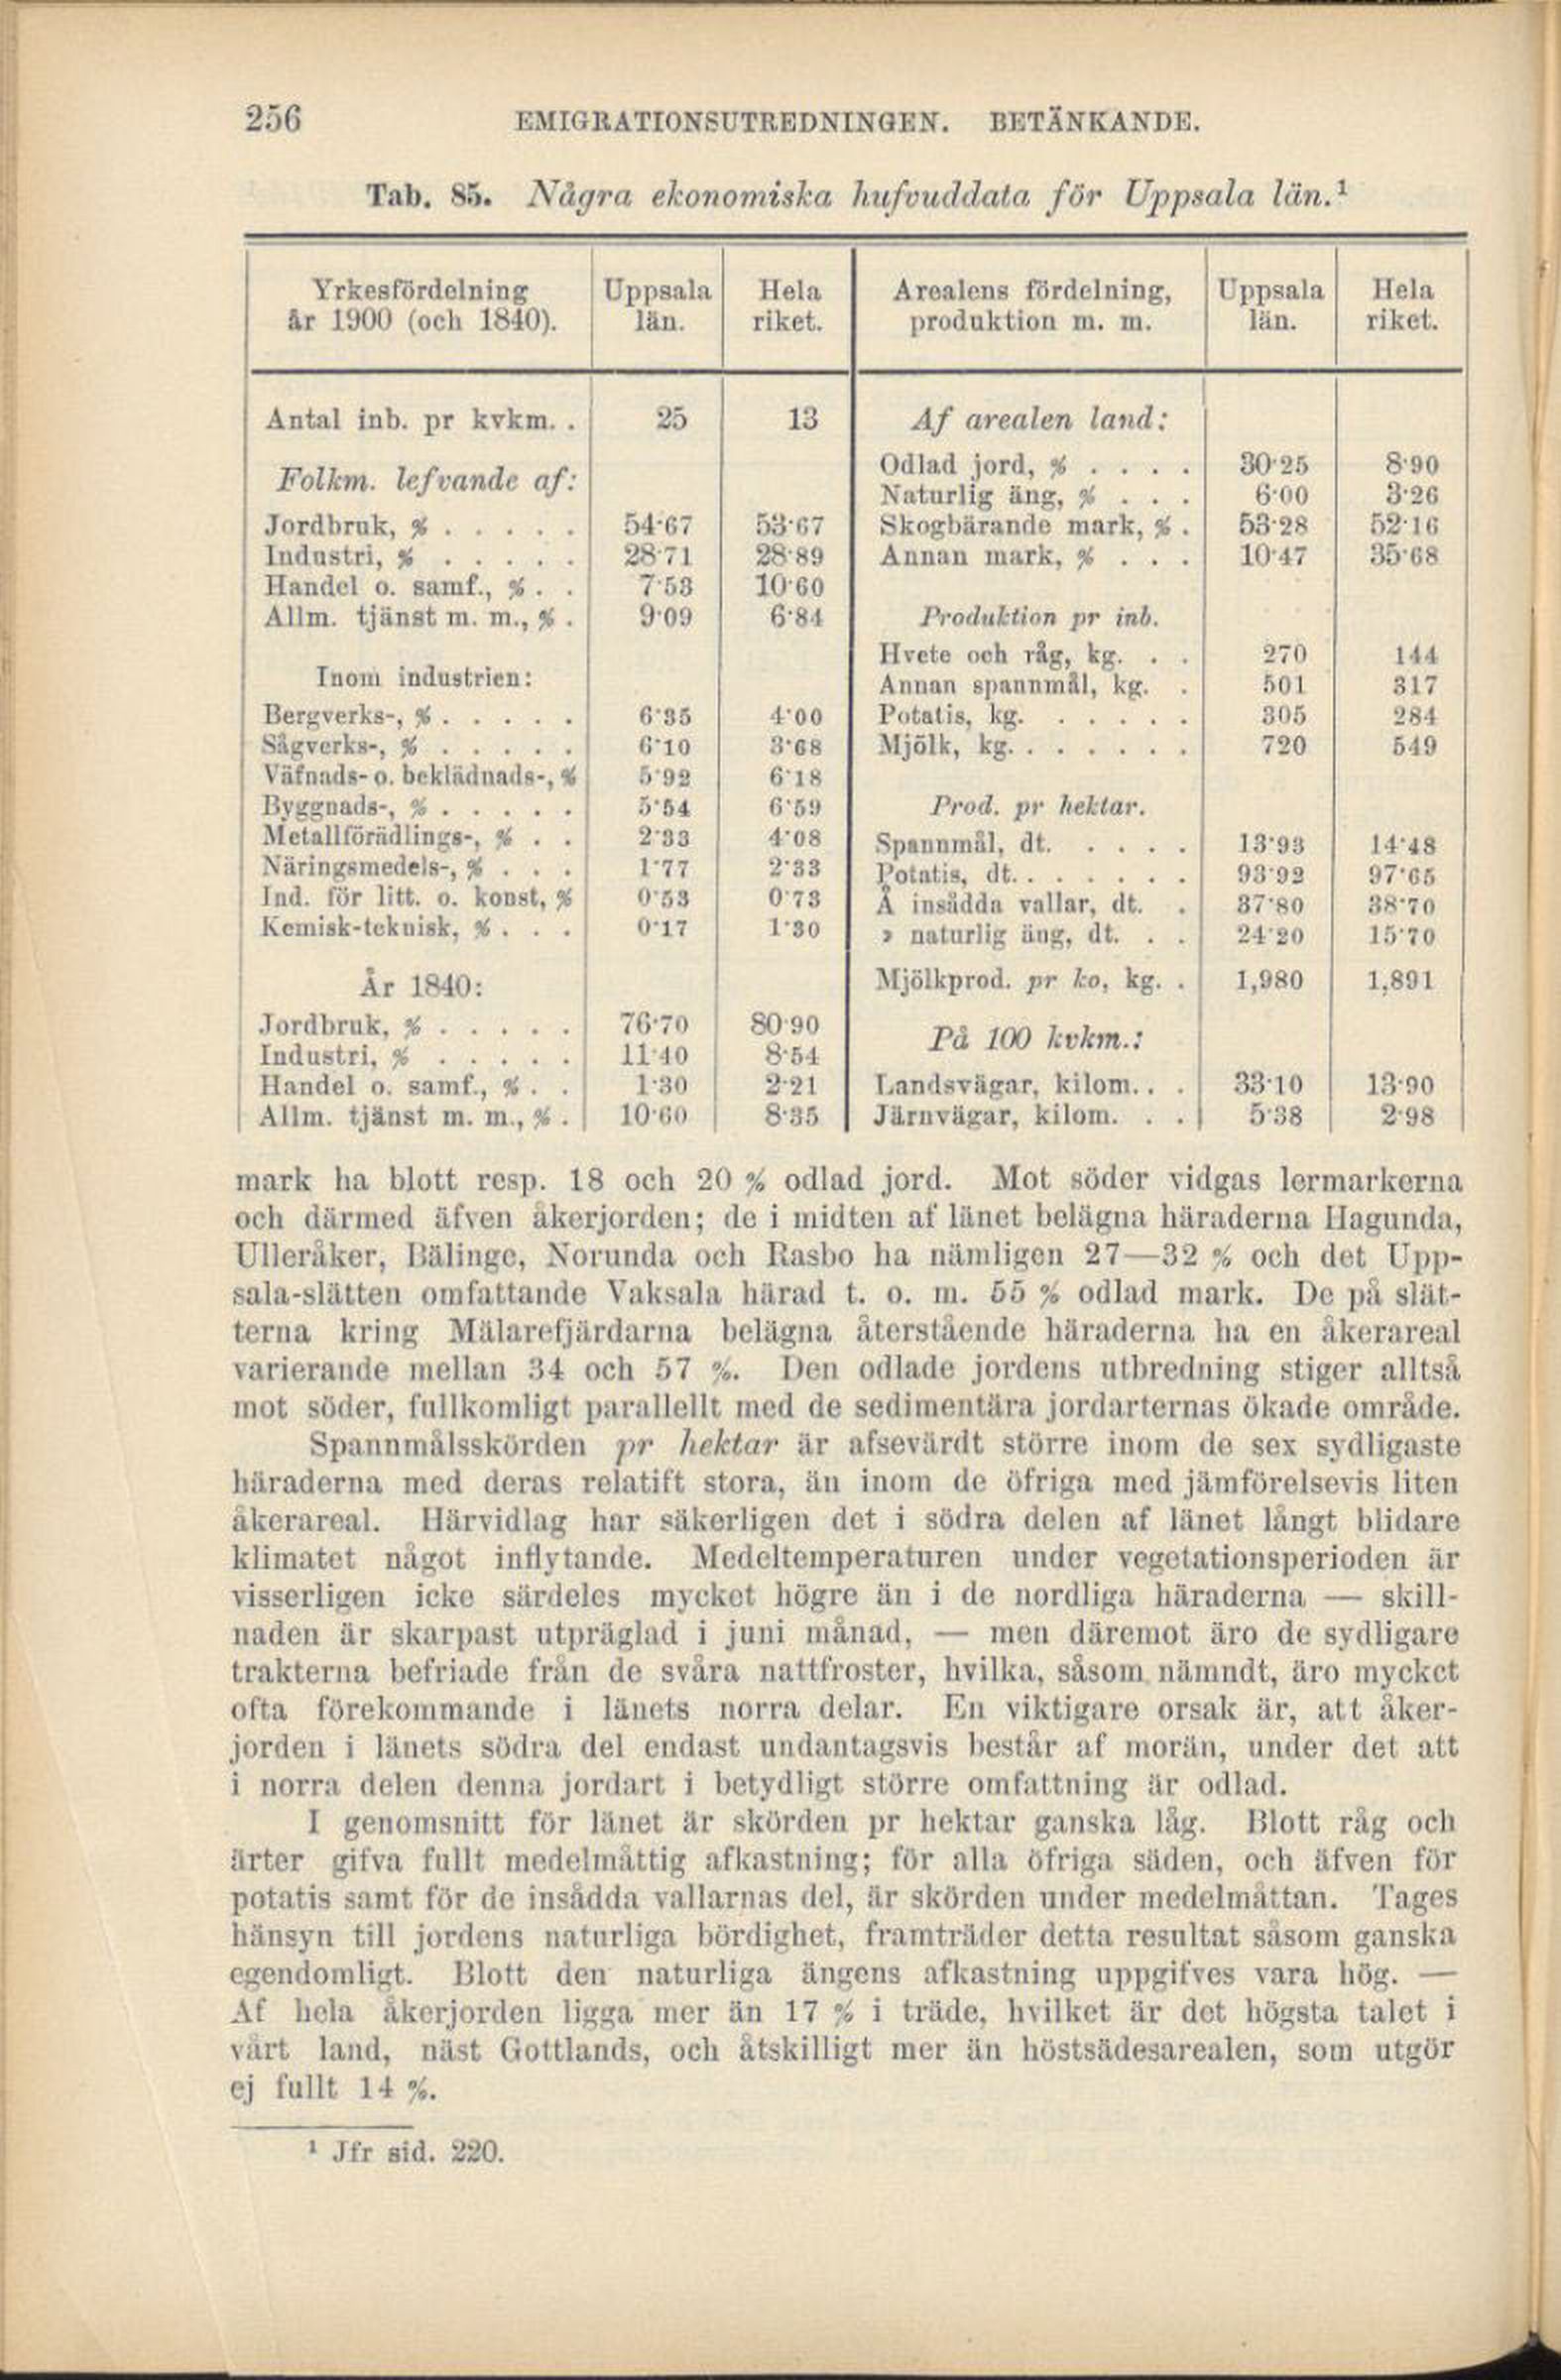 256 EMIGRATIONSUTREDNINGEN. BETÄNKANDE.
Tab. 85. Några ekonomiska hufvuddata för Uppsala län.¹
Yrkesfördelning år 1900 (och 1840). Uppsala län. Hela riket.
Antal inb. pr kvkm. . 25 13
Folkm. lefvande af:
Jordbruk, % . . . . . 54·67 53·67
Industri, % . . . . . 28·71 28·89
Handel o. samf., % . . 7·53 10·60
Allm. tjänst m. m., % . 9·09 6·84
Inom industrien:
Bergverks-, % . . . . . 6·35 4·00
Sågverks-, % . . . . . 6·10 3·68
Väfnads- o. beklädnads-, % 5·92 6·18
Byggnads-, % . . . . . 5·54 6·59
Metallförädlings-, % . . 2·33 4·08
Näringsmedels-, % . . . 1·77 2·33
Ind. för litt. o. konst, % 0·53 0·73
Kemisk-teknisk, % . . . 0·17 1·30
År 1840:
Jordbruk, % . . . . . 76·70 80·90
Industri, % . . . . . 11·40 8·54
Handel o. samf., % . . 1·30 2·21
Allm. tjänst m. m., % . 10·60 8·35
Arealens fördelning, produktion m. m. Uppsala län. Hela riket.
Af arealen land:
Odlad jord, % . . . . 30·25 8·90
Naturlig äng, % . . . 6·00 3·26
Skogbärande mark, % . 53·28 52·16
Annan mark, % . . . 10·47 35·68
Produktion pr inb.
Hvete och råg, kg. . . 270 144
Annan spannmål, kg. . 501 317
Potatis, kg. . . . . . 305 284
Mjölk, kg. . . . . . . 720 549
Prod. pr hektar.
Spannmål, dt. . . . . 13·93 14·48
Potatis, dt. . . . . . . 93·92 97·65
Å insådda vallar, dt. . 37·80 38·70
» naturlig äng, dt. . . 24·20 15·70
Mjölkprod. pr ko, kg. . 1,980 1,891
På 100 kvkm.:
Landsvägar, kilom. . . 33·10 13·90
Järnvägar, kilom. . . 5·38 2·98
mark ha blott resp. 18 och 20 % odlad jord. Mot söder vidgas lermarkerna
och därmed äfven åkerjorden; de i midten af länet belägna häraderna Hagunda,
Ulleråker, Bälinge, Norunda och Rasbo ha nämligen 27—32 % och det Upp-
sala-slätten omfattande Vaksala härad t. o. m. 55 % odlad mark. De på slät-
terna kring Mälarefjärdarna belägna återstående häraderna ha en åkerareal
varierande mellan 34 och 57 %. Den odlade jordens utbredning stiger alltså
mot söder, fullkomligt parallellt med de sedimentära jordarternas ökade område.
Spannmålsskörden pr hektar är afsevärdt större inom de sex sydligaste
häraderna med deras relatift stora, än inom de öfriga med jämförelsevis liten
åkerareal. Härvidlag har säkerligen det i södra delen af länet långt blidare
klimatet något inflytande. Medeltemperaturen under vegetationsperioden är
visserligen icke särdeles mycket högre än i de nordliga häraderna — skill-
naden är skarpast utpräglad i juni månad, — men däremot äro de sydligare
trakterna befriade från de svåra nattfroster, hvilka, såsom nämndt, äro mycket
ofta förekommande i länets norra delar. En viktigare orsak är, att åker-
jorden i länets södra del endast undantagsvis består af morän, under det att
i norra delen denna jordart i betydligt större omfattning är odlad.
I genomsnitt för länet är skörden pr hektar ganska låg. Blott råg och
ärter gifva fullt medelmåttig afkastning; för alla öfriga säden, och äfven för
potatis samt för de insådda vallarnas del, är skörden under medelmåttan. Tages
hänsyn till jordens naturliga bördighet, framträder detta resultat såsom ganska
egendomligt. Blott den naturliga ängens afkastning uppgifves vara hög. —
Af hela åkerjorden ligga mer än 17 % i träde, hvilket är det högsta talet i
vårt land, näst Gottlands, och åtskilligt mer än höstsädesarealen, som utgör
ej fullt 14 %.
¹ Jfr sid. 220.